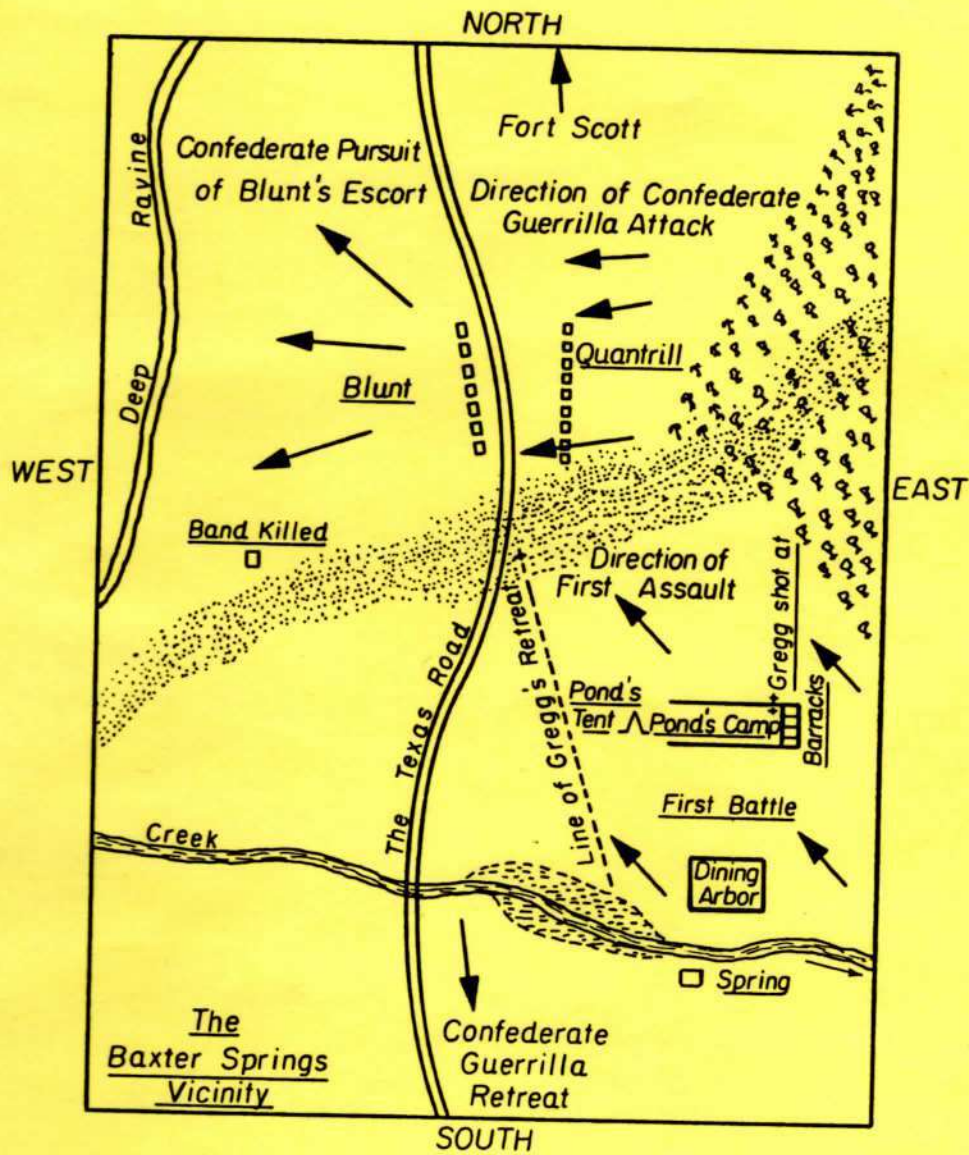 NORTH
Fort Scott
Confederate Pursuit
of Blunt's Escort
Direction of Confederate
Guerrilla Attack
Deep Ravine
Blunt
Quantrill
WEST
EAST
Band Killed
Direction of
First Assault
Gregg shot at
The Texas Road
Line of Gregg's Retreat
Pond's
Tent
Pond's Camp
Barracks
First Battle
Creek
Dining
Arbor
Spring
The
Baxter Springs
Vicinity
Confederate
Guerrilla
Retreat
SOUTH